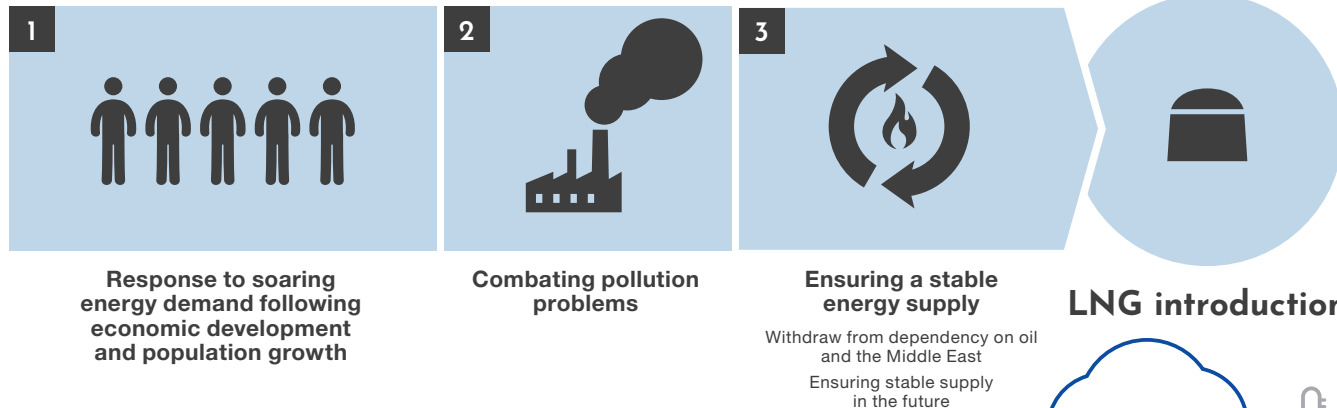 1
2
3
Response to soaring
energy demand following
economic development
and population growth
Combating pollution
problems
Ensuring a stable
energy supply
Withdraw from dependency on oil
and the Middle East
Ensuring stable supply
in the future
LNG introduction